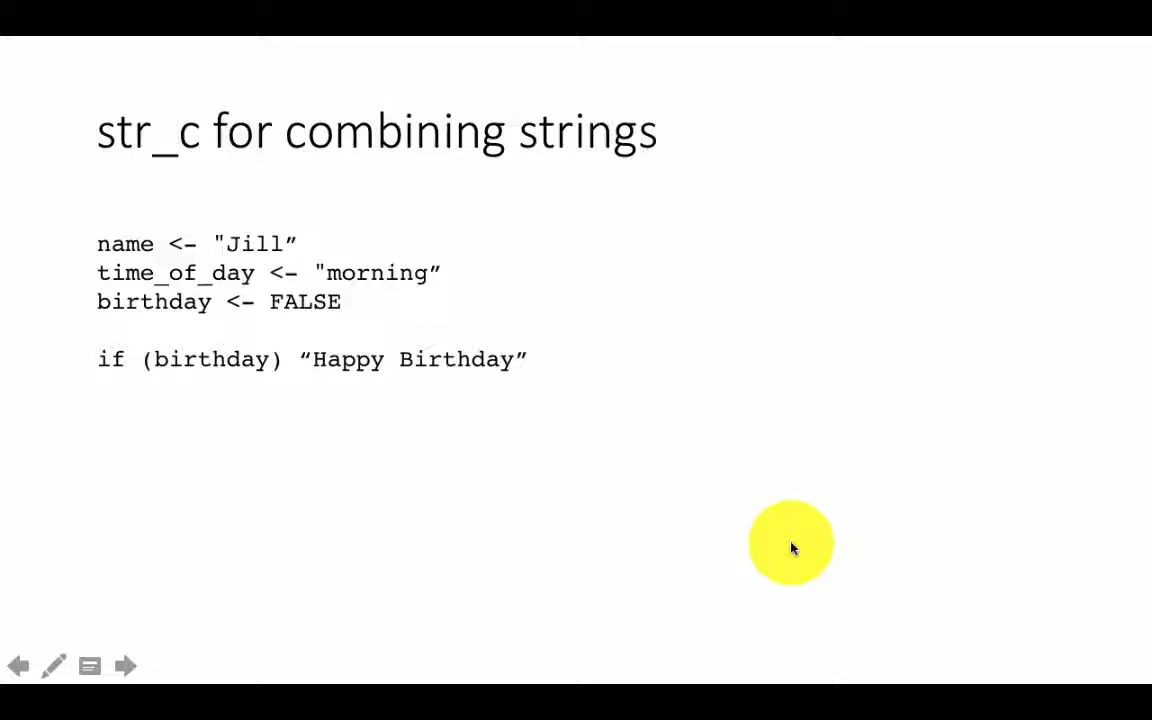 str_c for combining strings
name <- "Jill”
time_of_day <- "morning”
birthday <- FALSE
if (birthday) “Happy Birthday”